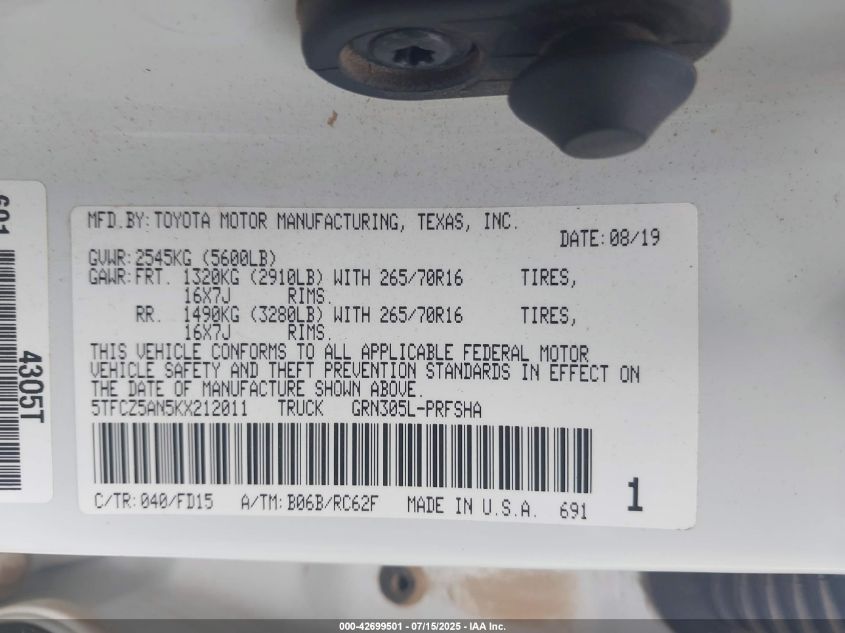 MFD.BY:TOYOTA MOTOR MANUFACTURING, TEXAS, INC.
DATE:08/19
GVWR:2545KG (5600LB)
GAWR:FRT. 1320KG (2910LB) WITH 265/70R16 TIRES,
16X7J RIMS.
RR. 1490KG (3280LB) WITH 265/70R16 TIRES,
16X7J RIMS.
THIS VEHICLE CONFORMS TO ALL APPLICABLE FEDERAL MOTOR
VEHICLE SAFETY AND THEFT PREVENTION STANDARDS IN EFFECT ON
THE DATE OF MANUFACTURE SHOWN ABOVE.
5TFCZ5AN5KX212011 TRUCK GRN305L-PRFSHA
C/TR:040/FD15 A/TM:B06B/RC62F MADE IN U.S.A. 691
1
4305T
000-42699501 - 07/15/2025 - IAA Inc.